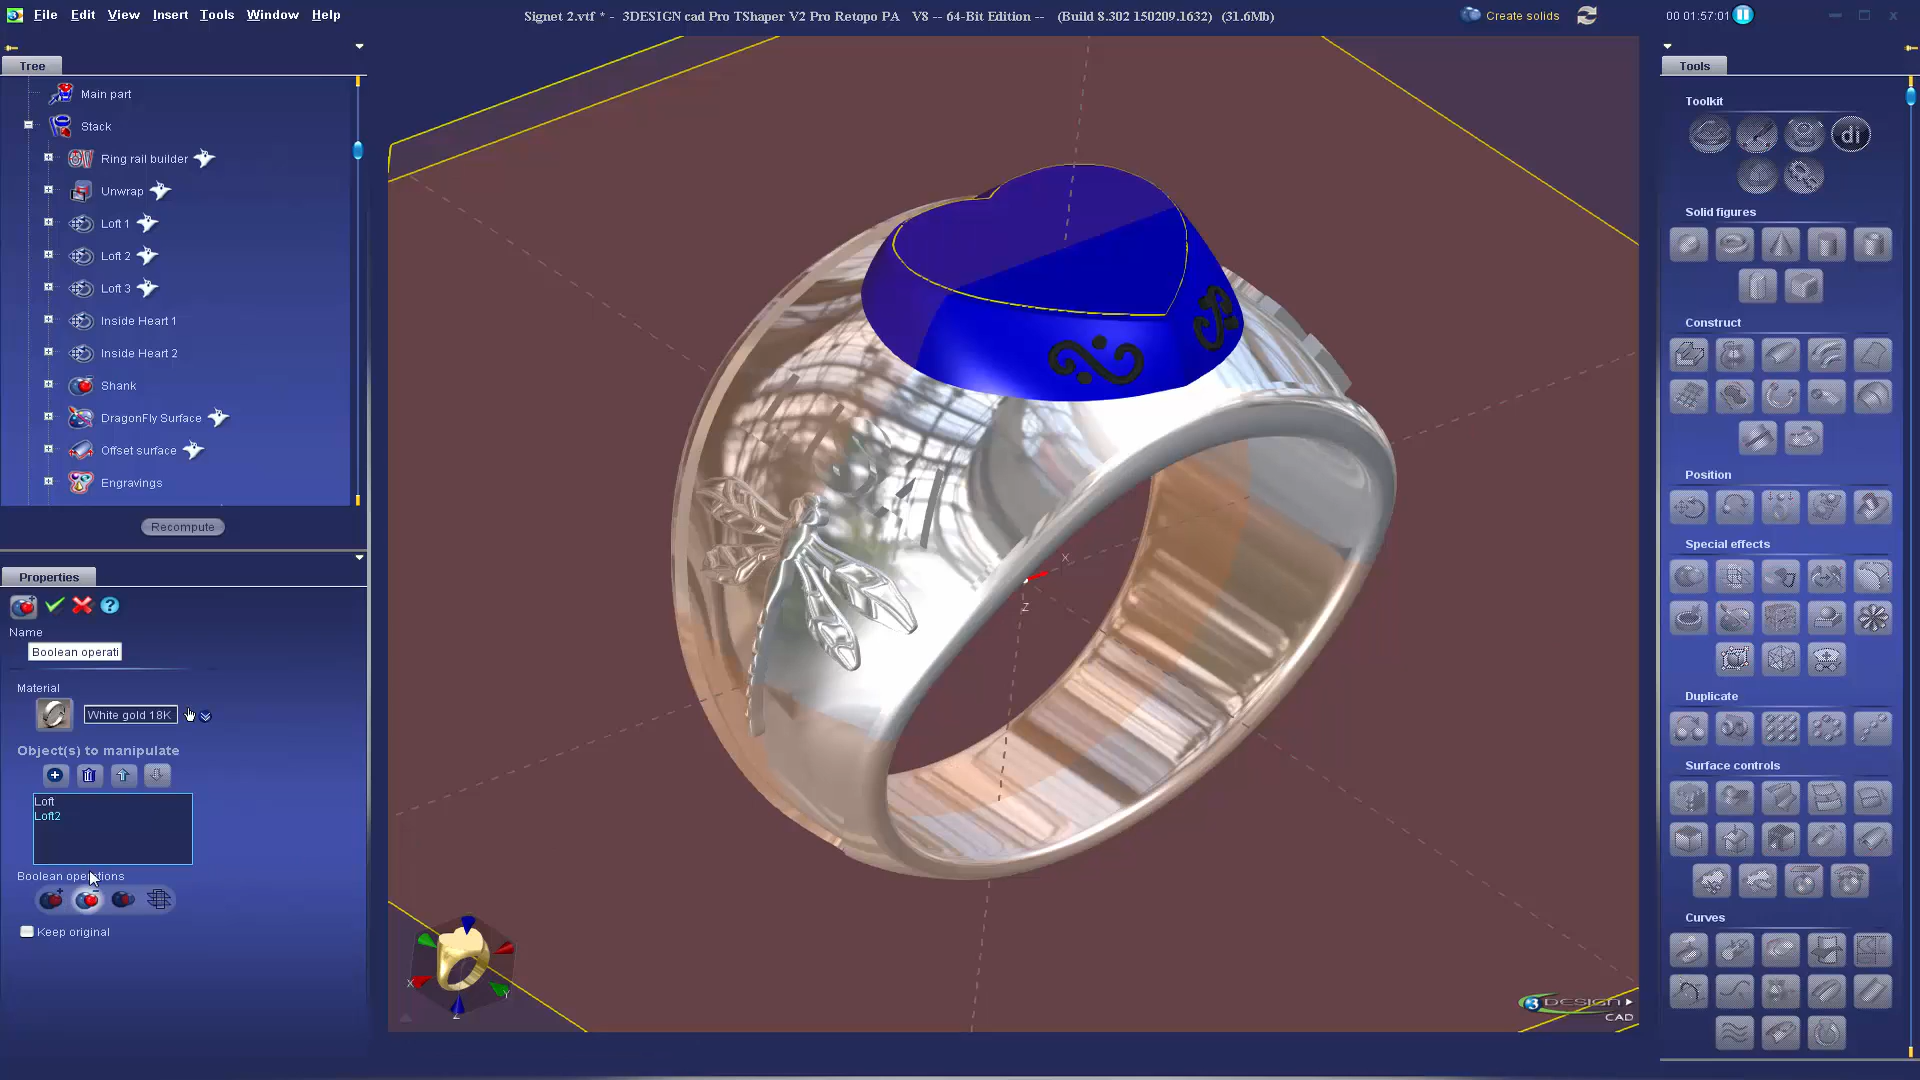 File Edit View Insert Tools Window Help
Signet 2.vtf * - 3DESIGN cad Pro TShaper V2 Pro Retopo PA V8 -- 64-Bit Edition -- (Build 8.302 150209.1632) (31.6Mb)
Create solids
00 01:57:01
Tree
Main part
Stack
Ring rail builder
Unwrap
Loft 1
Loft 2
Loft 3
Inside Heart 1
Inside Heart 2
Shank
DragonFly Surface
Offset surface
Engravings
Recompute
Properties
Name
Boolean operati
Material
White gold 18K
Object(s) to manipulate
Loft
Loft2
Boolean operations
Keep original
X
Z
X
Y
Z
3DESIGN
CAD
Tools
Toolkit
di
Solid figures
Construct
Position
Special effects
Duplicate
Surface controls
Curves